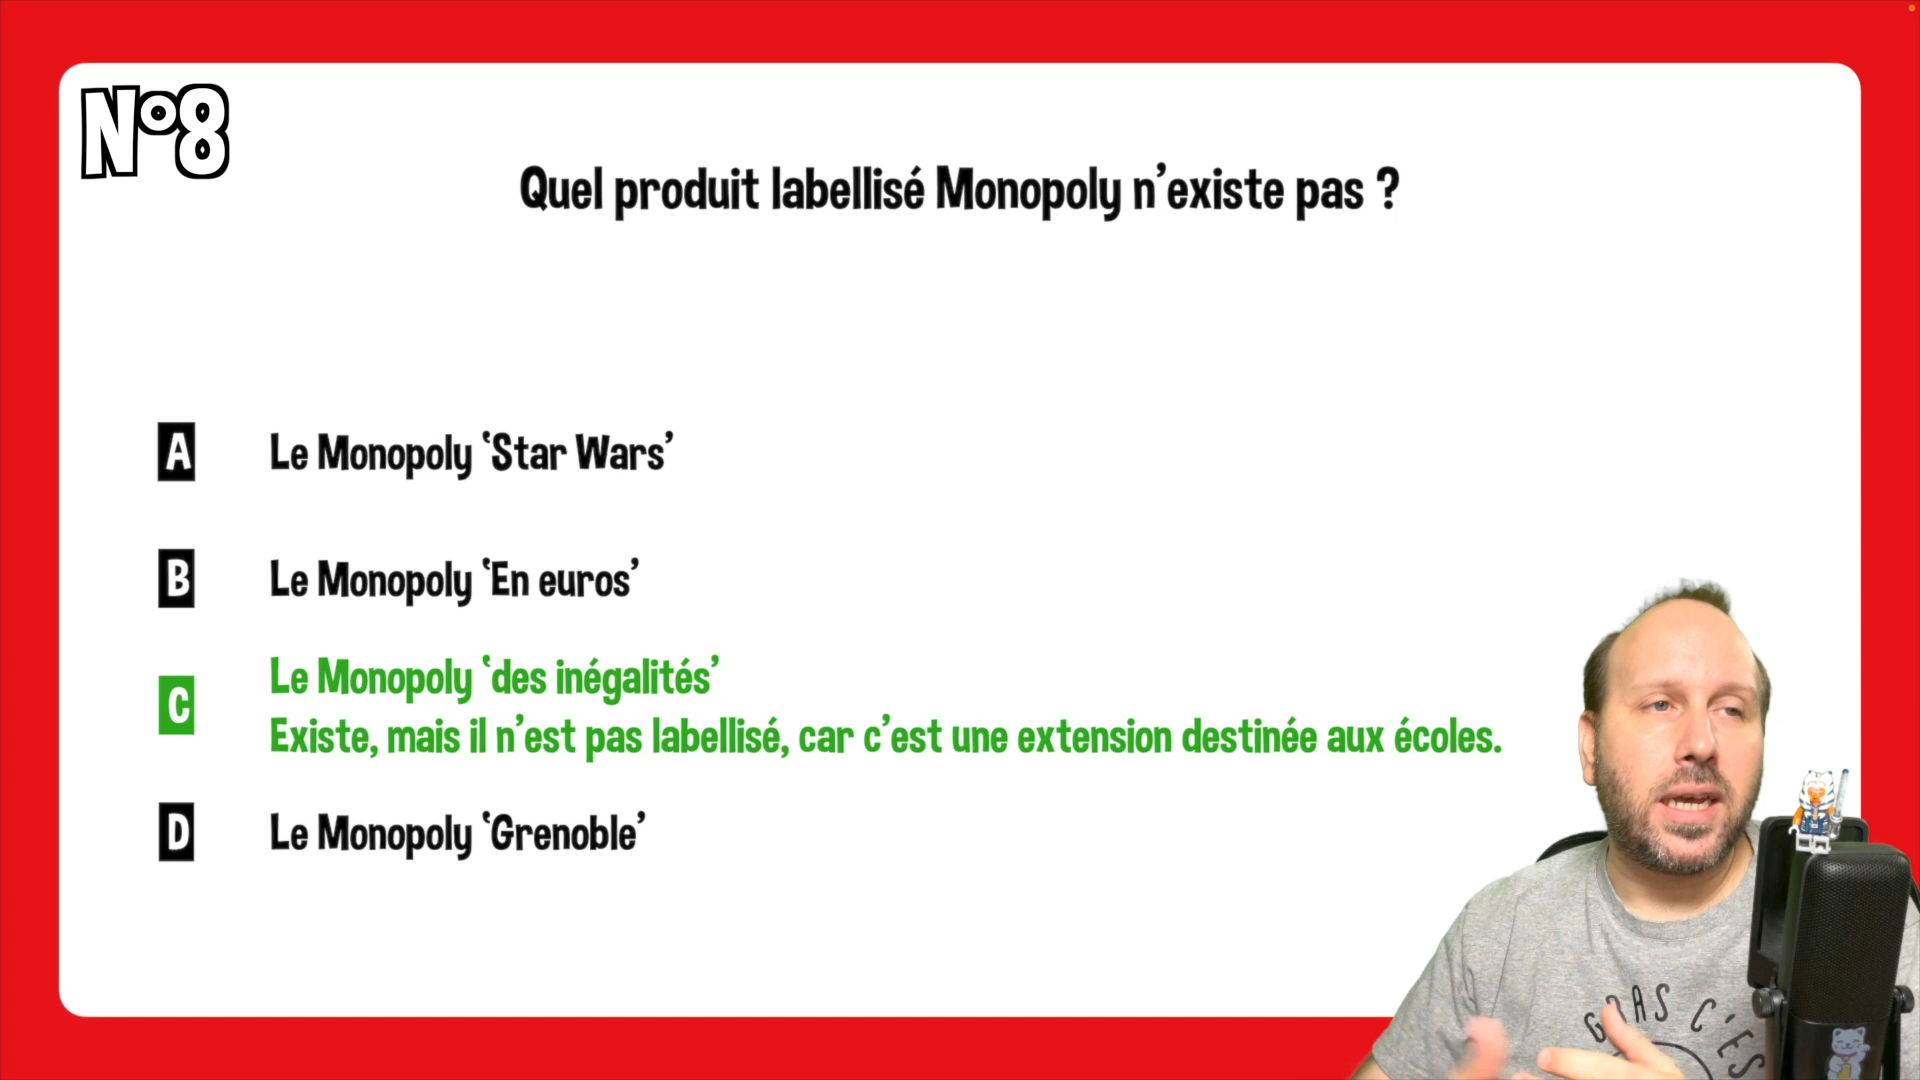 N°8
Quel produit labellisé Monopoly n’existe pas ?
A Le Monopoly ‘Star Wars’
B Le Monopoly ‘En euros’
C Le Monopoly ‘des inégalités’
Existe, mais il n’est pas labellisé, car c’est une extension destinée aux écoles.
D Le Monopoly ‘Grenoble’
C’ES